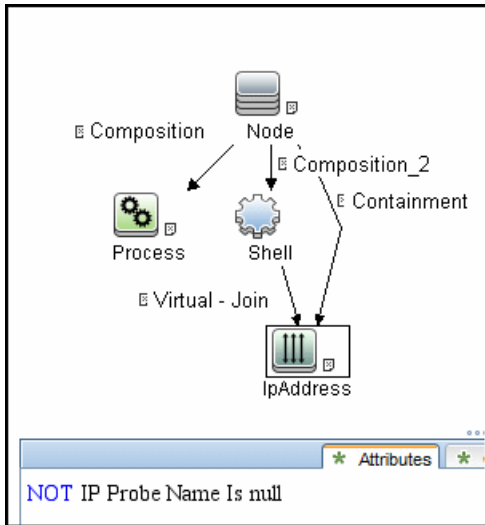 Node
Composition
Composition_2
Containment
Process
Shell
Virtual - Join
IpAddress
Attributes
NOT IP Probe Name Is null